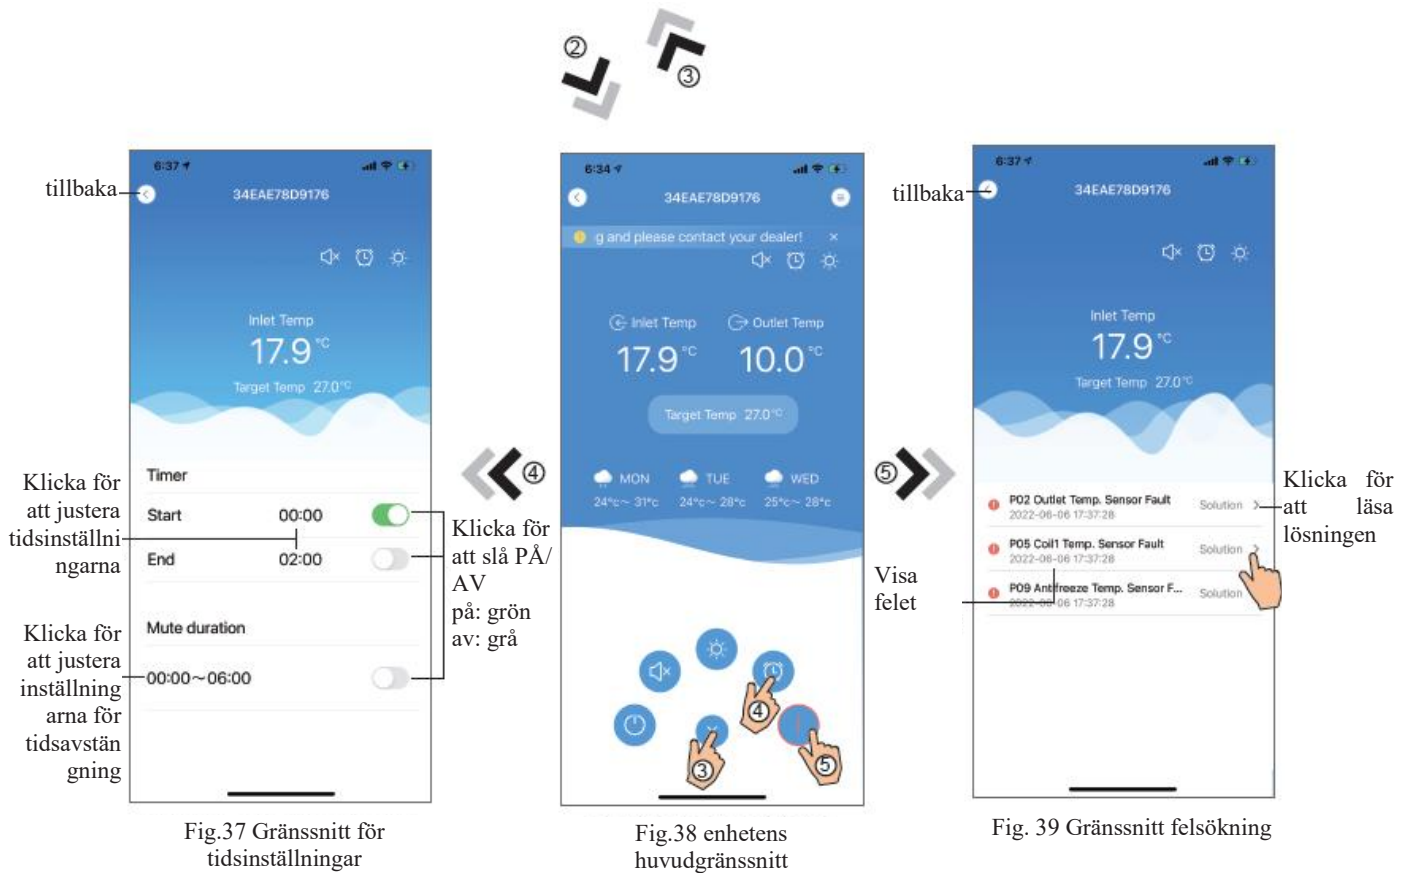 ②
③
6:37
34EAE78D9176
tillbaka
Inlet Temp
17.9 °C
Target Temp 27.0°C
Timer
Start 00:00
End 02:00
Mute duration
00:00～06:00
Klicka för
att justera
tidsinställni
ngarna
Klicka för
att justera
inställning
arna för
tidsavstän
gning
Klicka för
att slå PÅ/
AV
på: grön
av: grå
Fig.37 Gränssnitt för
tidsinställningar
④
6:34
34EAE78D9176
g and please contact your dealer! ×
Inlet Temp Outlet Temp
17.9 °C 10.0 °C
Target Temp 27.0°C
MON TUE WED
24°c～ 31°c 24°c～ 28°c 25°c～ 28°c
④
③
⑤
Fig.38 enhetens
huvudgränssnitt
⑤
6:37
34EAE78D9176
tillbaka
Inlet Temp
17.9 °C
Target Temp 27.0°C
P02 Outlet Temp. Sensor Fault
2022-06-06 17:37:28
Solution
P05 Coil1 Temp. Sensor Fault
2022-06-06 17:37:28
Solution
P09 Antifreeze Temp. Sensor F...
2022-06-06 17:37:28
Solution
Visa
felet
Klicka för
att läsa
lösningen
Fig. 39 Gränssnitt felsökning